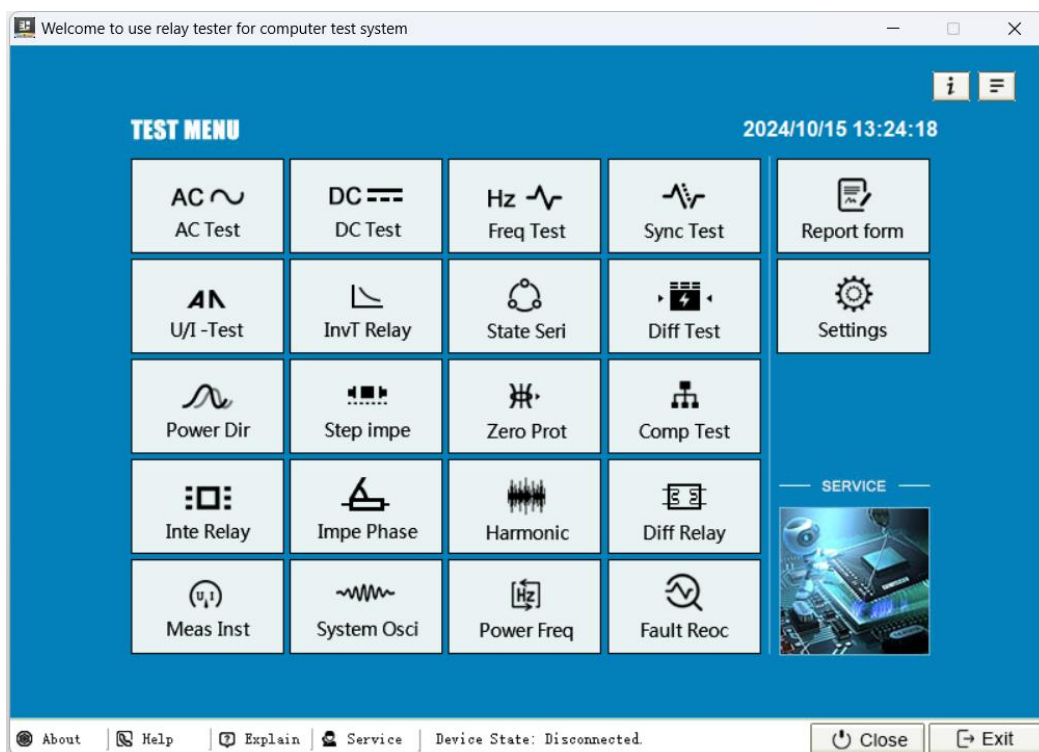 Welcome to use relay tester for computer test system
TEST MENU
2024/10/15 13:24:18
AC
AC Test
DC
DC Test
Hz
Freq Test
Sync Test
Report form
U/I -Test
InvT Relay
State Seri
Diff Test
Settings
Power Dir
Step impe
Zero Prot
Comp Test
Inte Relay
Impe Phase
Harmonic
Diff Relay
SERVICE
U, I
Meas Inst
System Osci
Hz
Power Freq
Fault Reoc
About
Help
Explain
Service
Device State: Disconnected.
Close
Exit